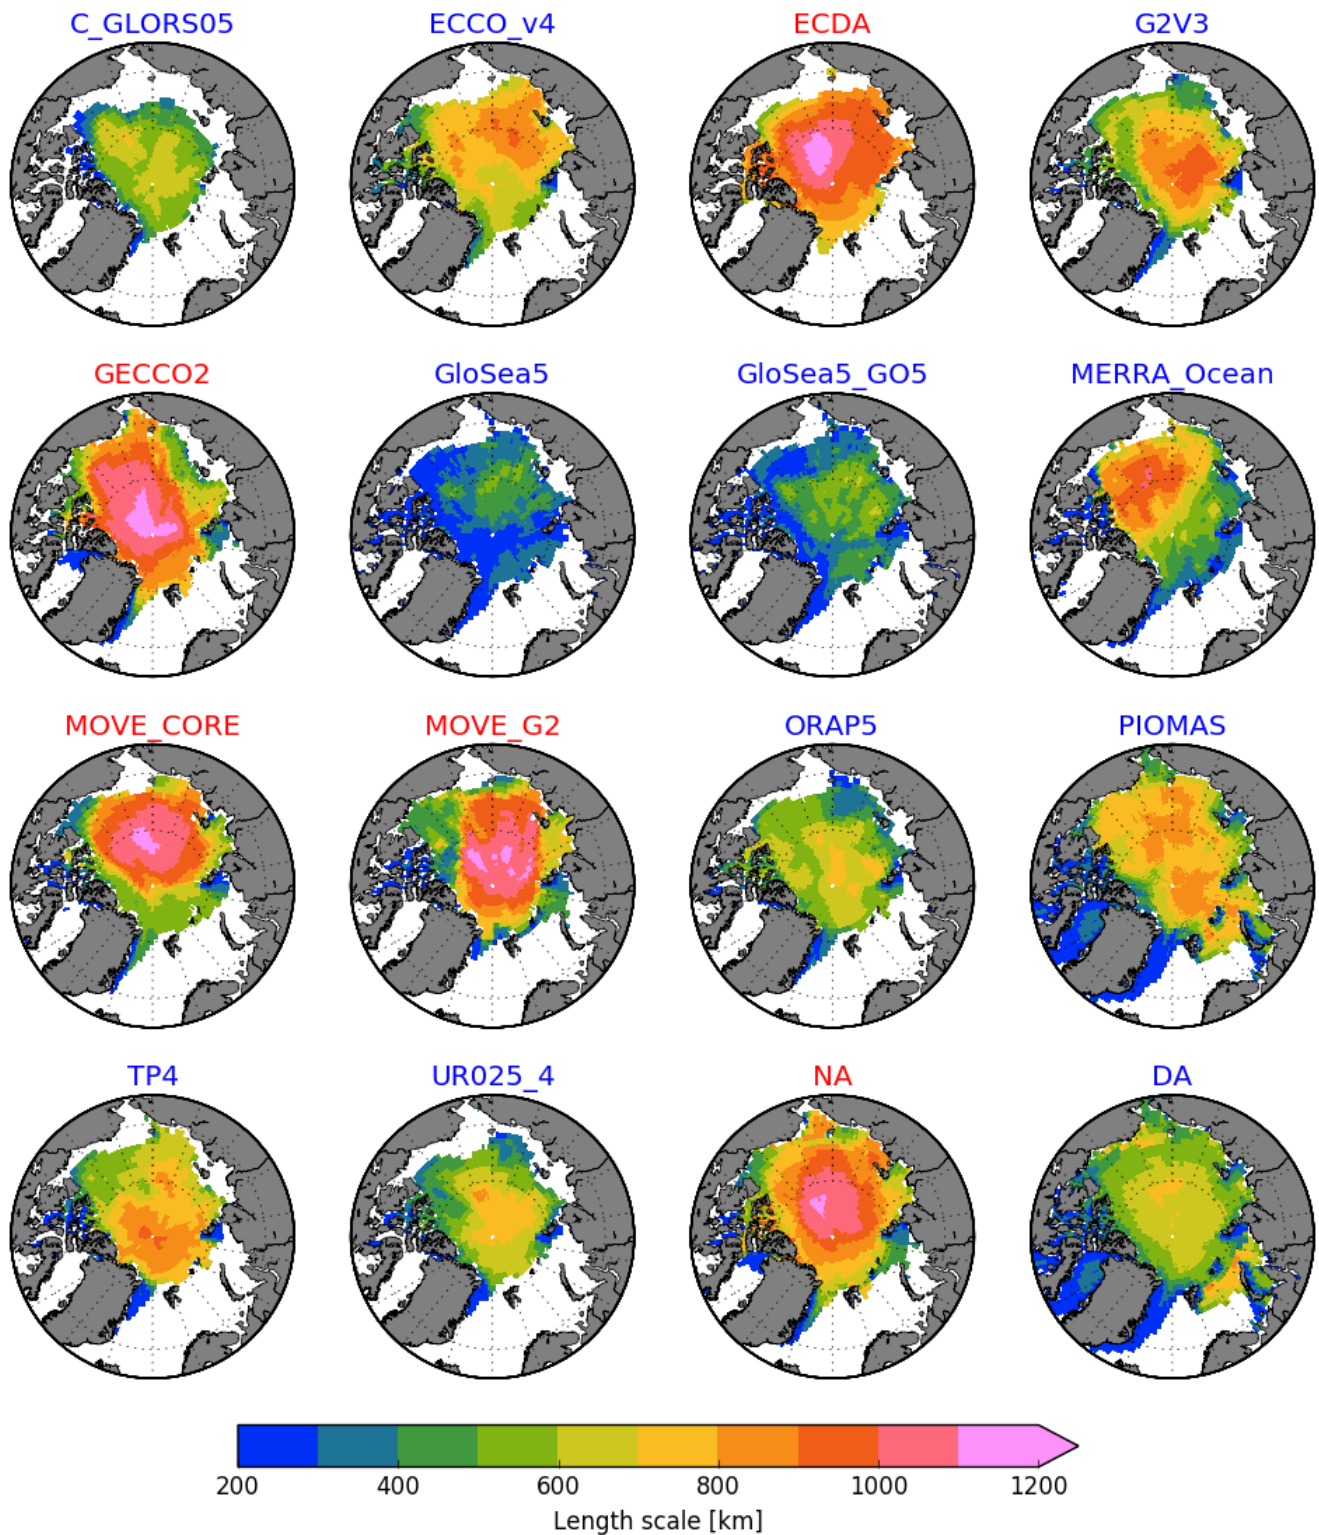 C_GLORS05 ECCO_v4 ECDA G2V3
GECCO2 GloSea5 GloSea5_GO5 MERRA_Ocean
MOVE_CORE MOVE_G2 ORAP5 PIOMAS
TP4 UR025_4 NA DA
200 400 600 800 1000 1200
Length scale [km]